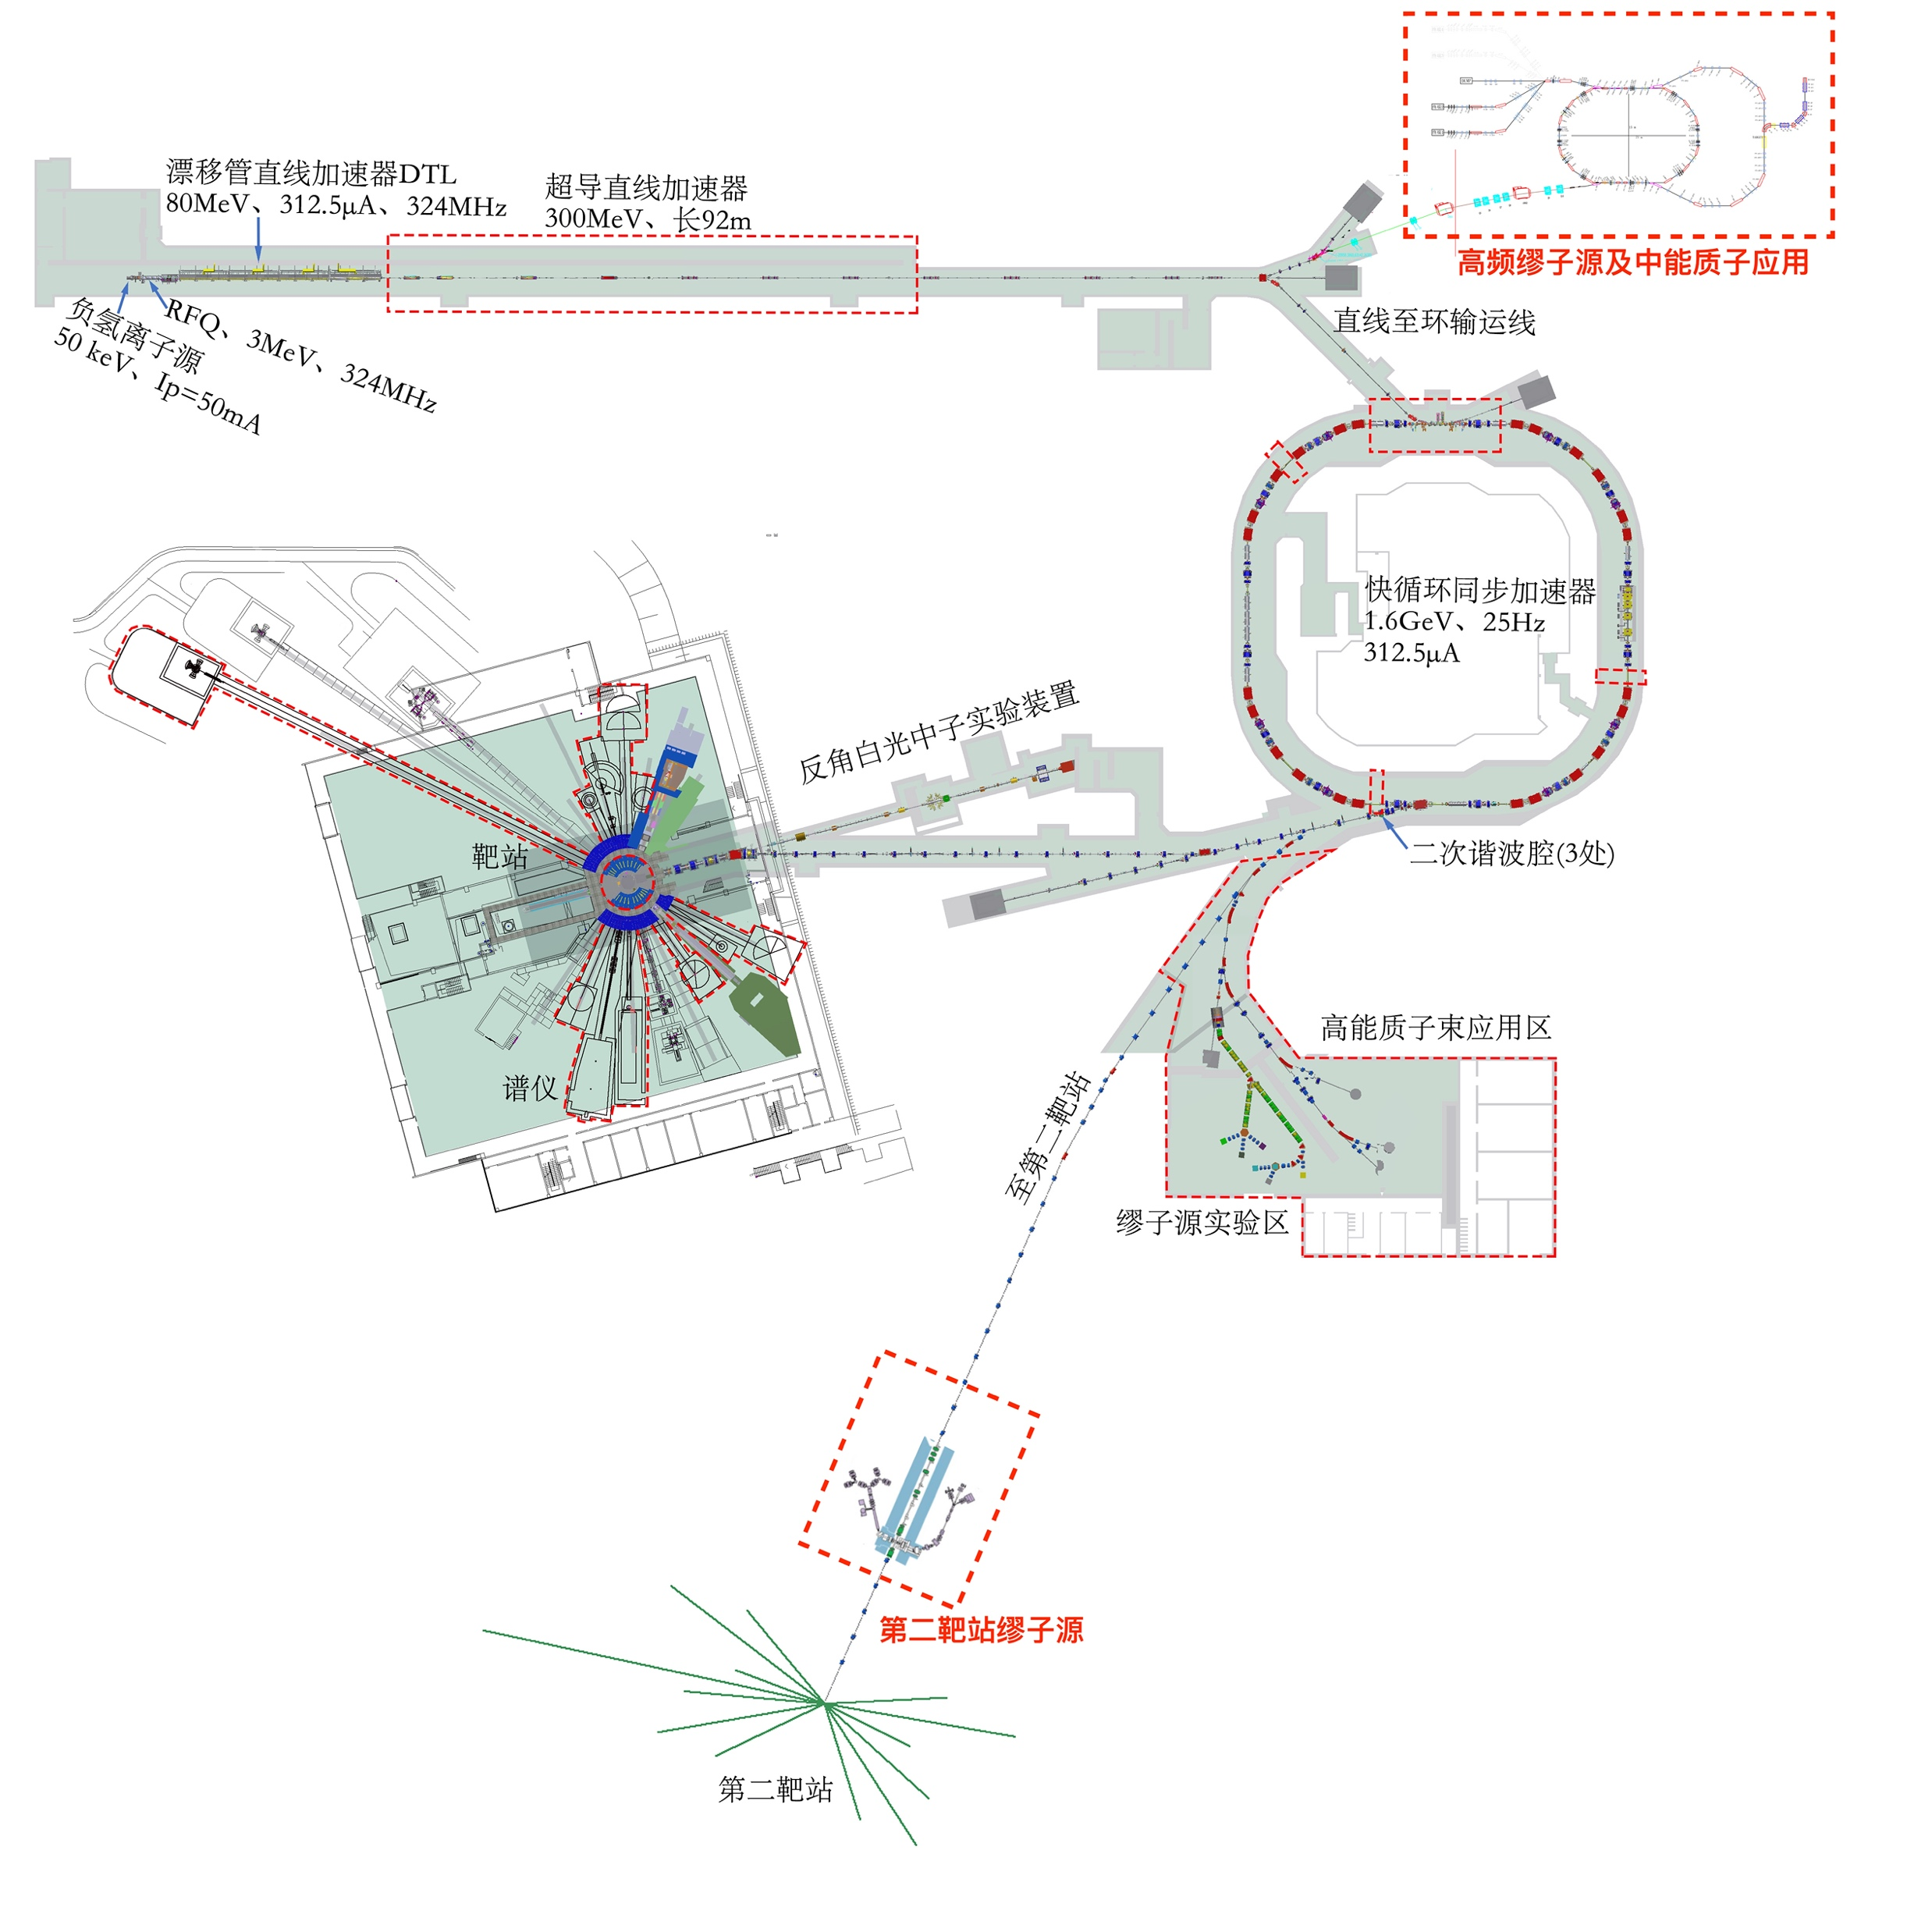 漂移管直线加速器DTL
80MeV、312.5μA、324MHz
超导直线加速器
300MeV、长92m
高频缪子源及中能质子应用
负氢离子源
50 keV、Ip=50mA
RFQ、3MeV、324MHz
直线至环输运线
快循环同步加速器
1.6GeV、25Hz
312.5μA
反角白光中子实验装置
靶站
二次谐波腔(3处)
高能质子束应用区
谱仪
至第二靶站
缪子源实验区
第二靶站缪子源
第二靶站